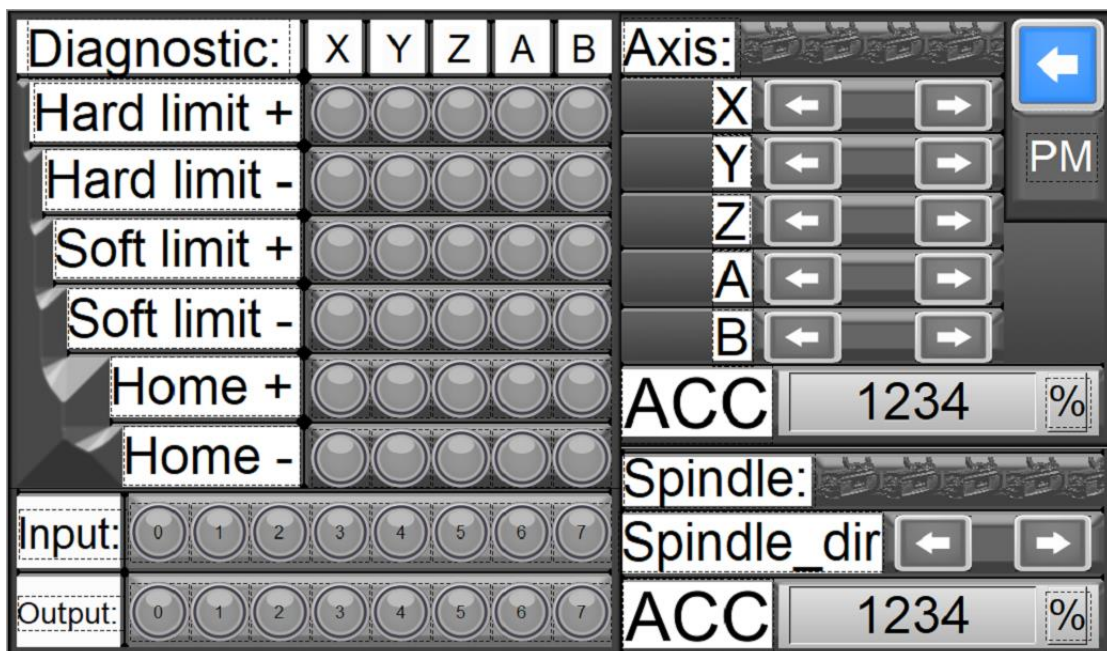 Diagnostic: X Y Z A B
Hard limit +
Hard limit -
Soft limit +
Soft limit -
Home +
Home -
Input: 0 1 2 3 4 5 6 7
Output: 0 1 2 3 4 5 6 7
Axis:
X
Y
Z
A
B
ACC 1234 %
Spindle:
Spindle_dir
ACC 1234 %
PM